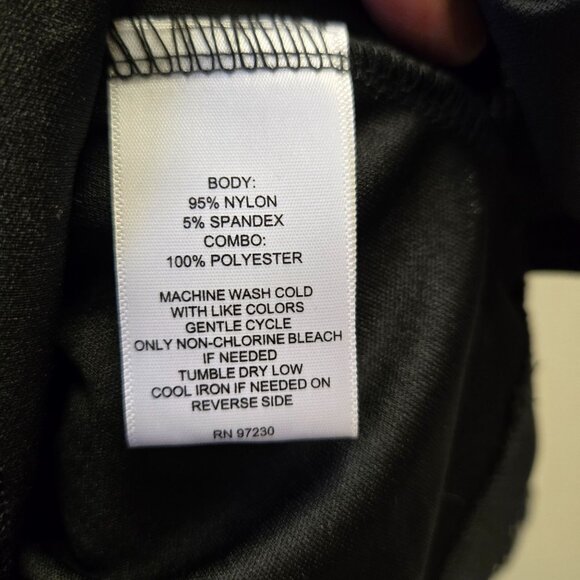 BODY:
95% NYLON
5% SPANDEX
COMBO:
100% POLYESTER
MACHINE WASH COLD
WITH LIKE COLORS
GENTLE CYCLE
ONLY NON-CHLORINE BLEACH
IF NEEDED
TUMBLE DRY LOW
COOL IRON IF NEEDED ON
REVERSE SIDE
RN 97230